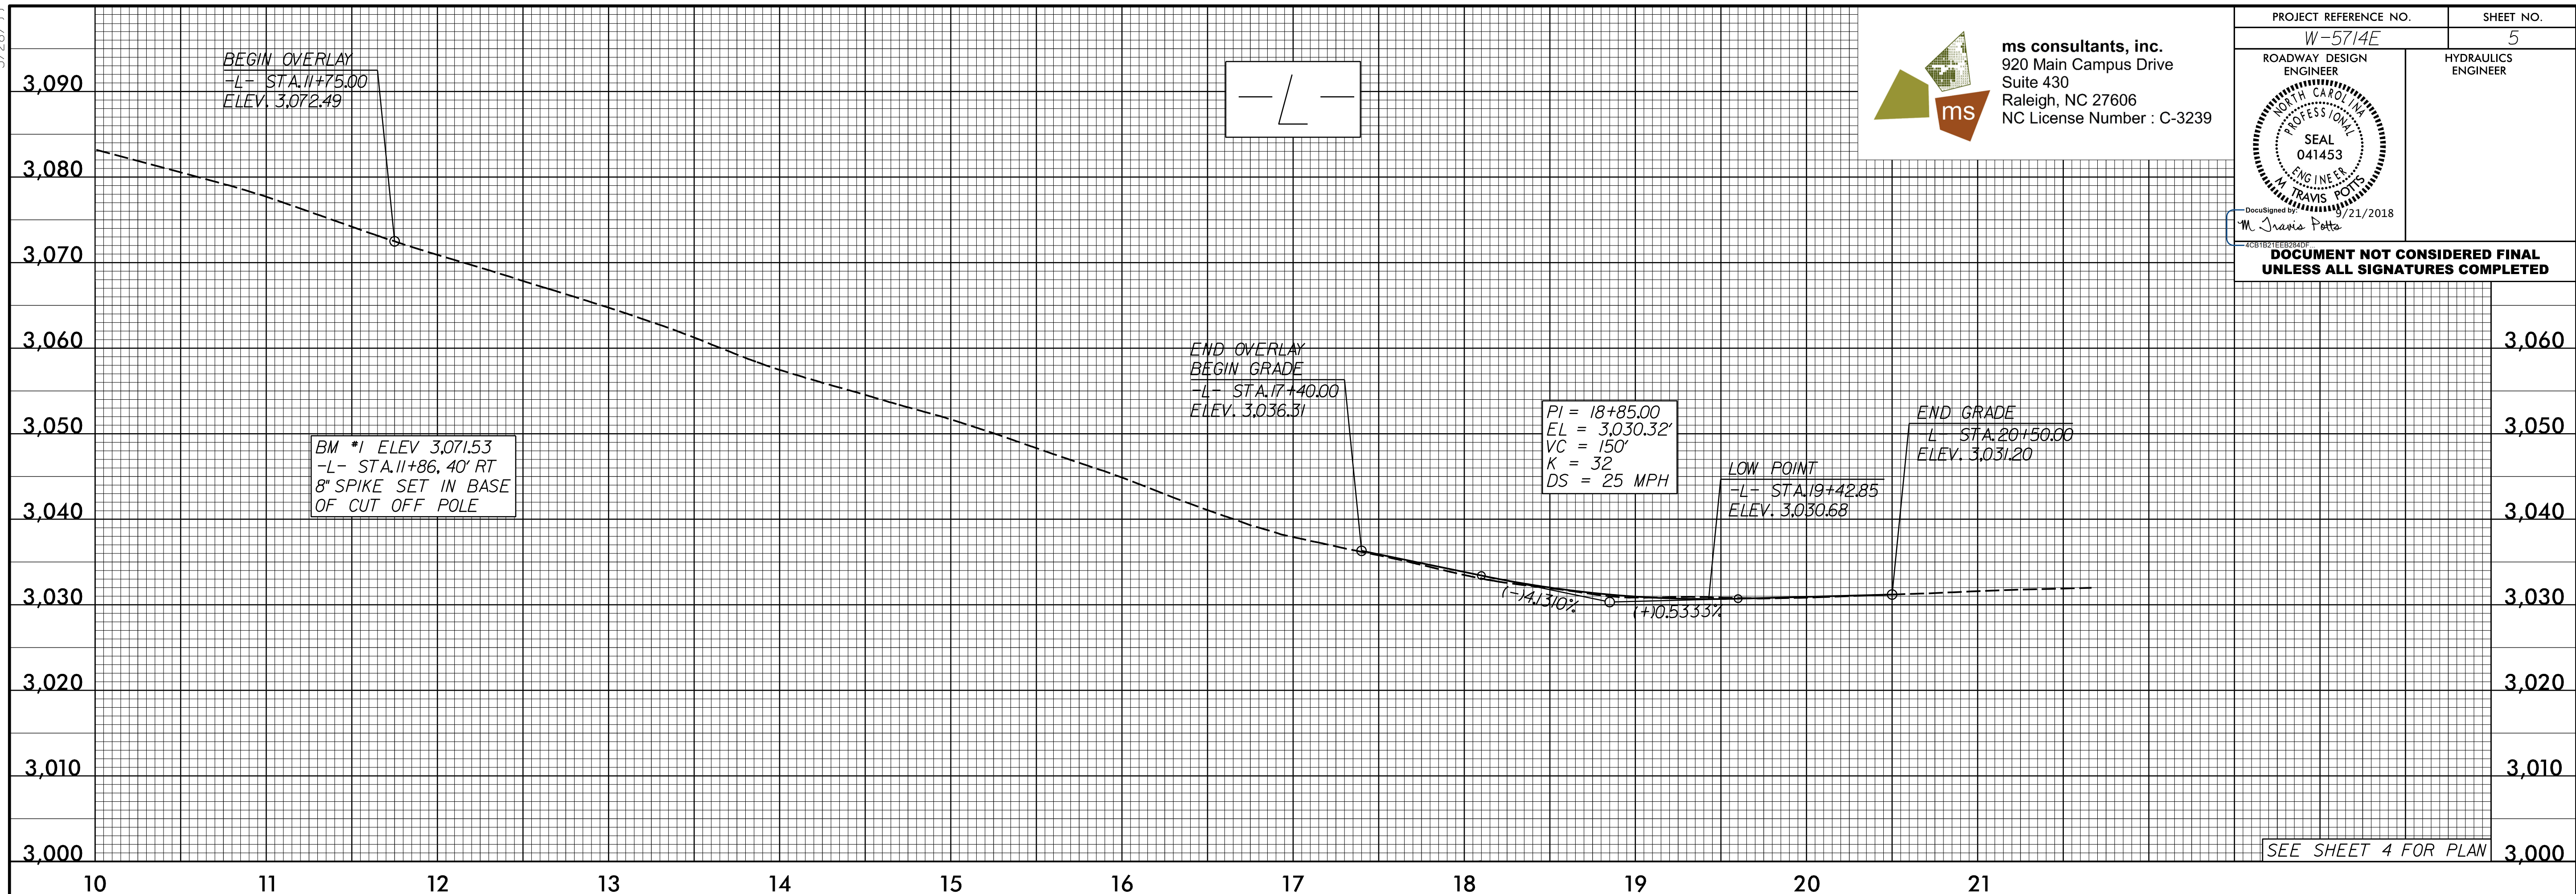 BEGIN OVERLAY
-L- STA.11+75.00
ELEV. 3,072.49
-L-
ms consultants, inc.
920 Main Campus Drive
Suite 430
Raleigh, NC 27606
NC License Number : C-3239
ms
PROJECT REFERENCE NO.
SHEET NO.
W-5714E
5
ROADWAY DESIGN
ENGINEER
HYDRAULICS
ENGINEER
NORTH CAROLINA
PROFESSIONAL
SEAL
041453
ENGINEER
M TRAVIS POTTS
DocuSigned by:
9/21/2018
M Travis Potts
4CB1B21EEB284DF...
DOCUMENT NOT CONSIDERED FINAL
UNLESS ALL SIGNATURES COMPLETED
BM #1 ELEV 3,071.53
-L- STA.11+86, 40' RT
8" SPIKE SET IN BASE
OF CUT OFF POLE
END OVERLAY
BEGIN GRADE
-L- STA.17+40.00
ELEV. 3,036.31
PI = 18+85.00
EL = 3,030.32'
VC = 150'
K = 32
DS = 25 MPH
LOW POINT
-L- STA.19+42.85
ELEV. 3,030.68
END GRADE
-L- STA.20+50.00
ELEV. 3,031.20
(-)4.1310%
(+)0.5333%
3,090
3,080
3,070
3,060
3,050
3,040
3,030
3,020
3,010
3,000
3,060
3,050
3,040
3,030
3,020
3,010
3,000
SEE SHEET 4 FOR PLAN
10 11 12 13 14 15 16 17 18 19 20 21